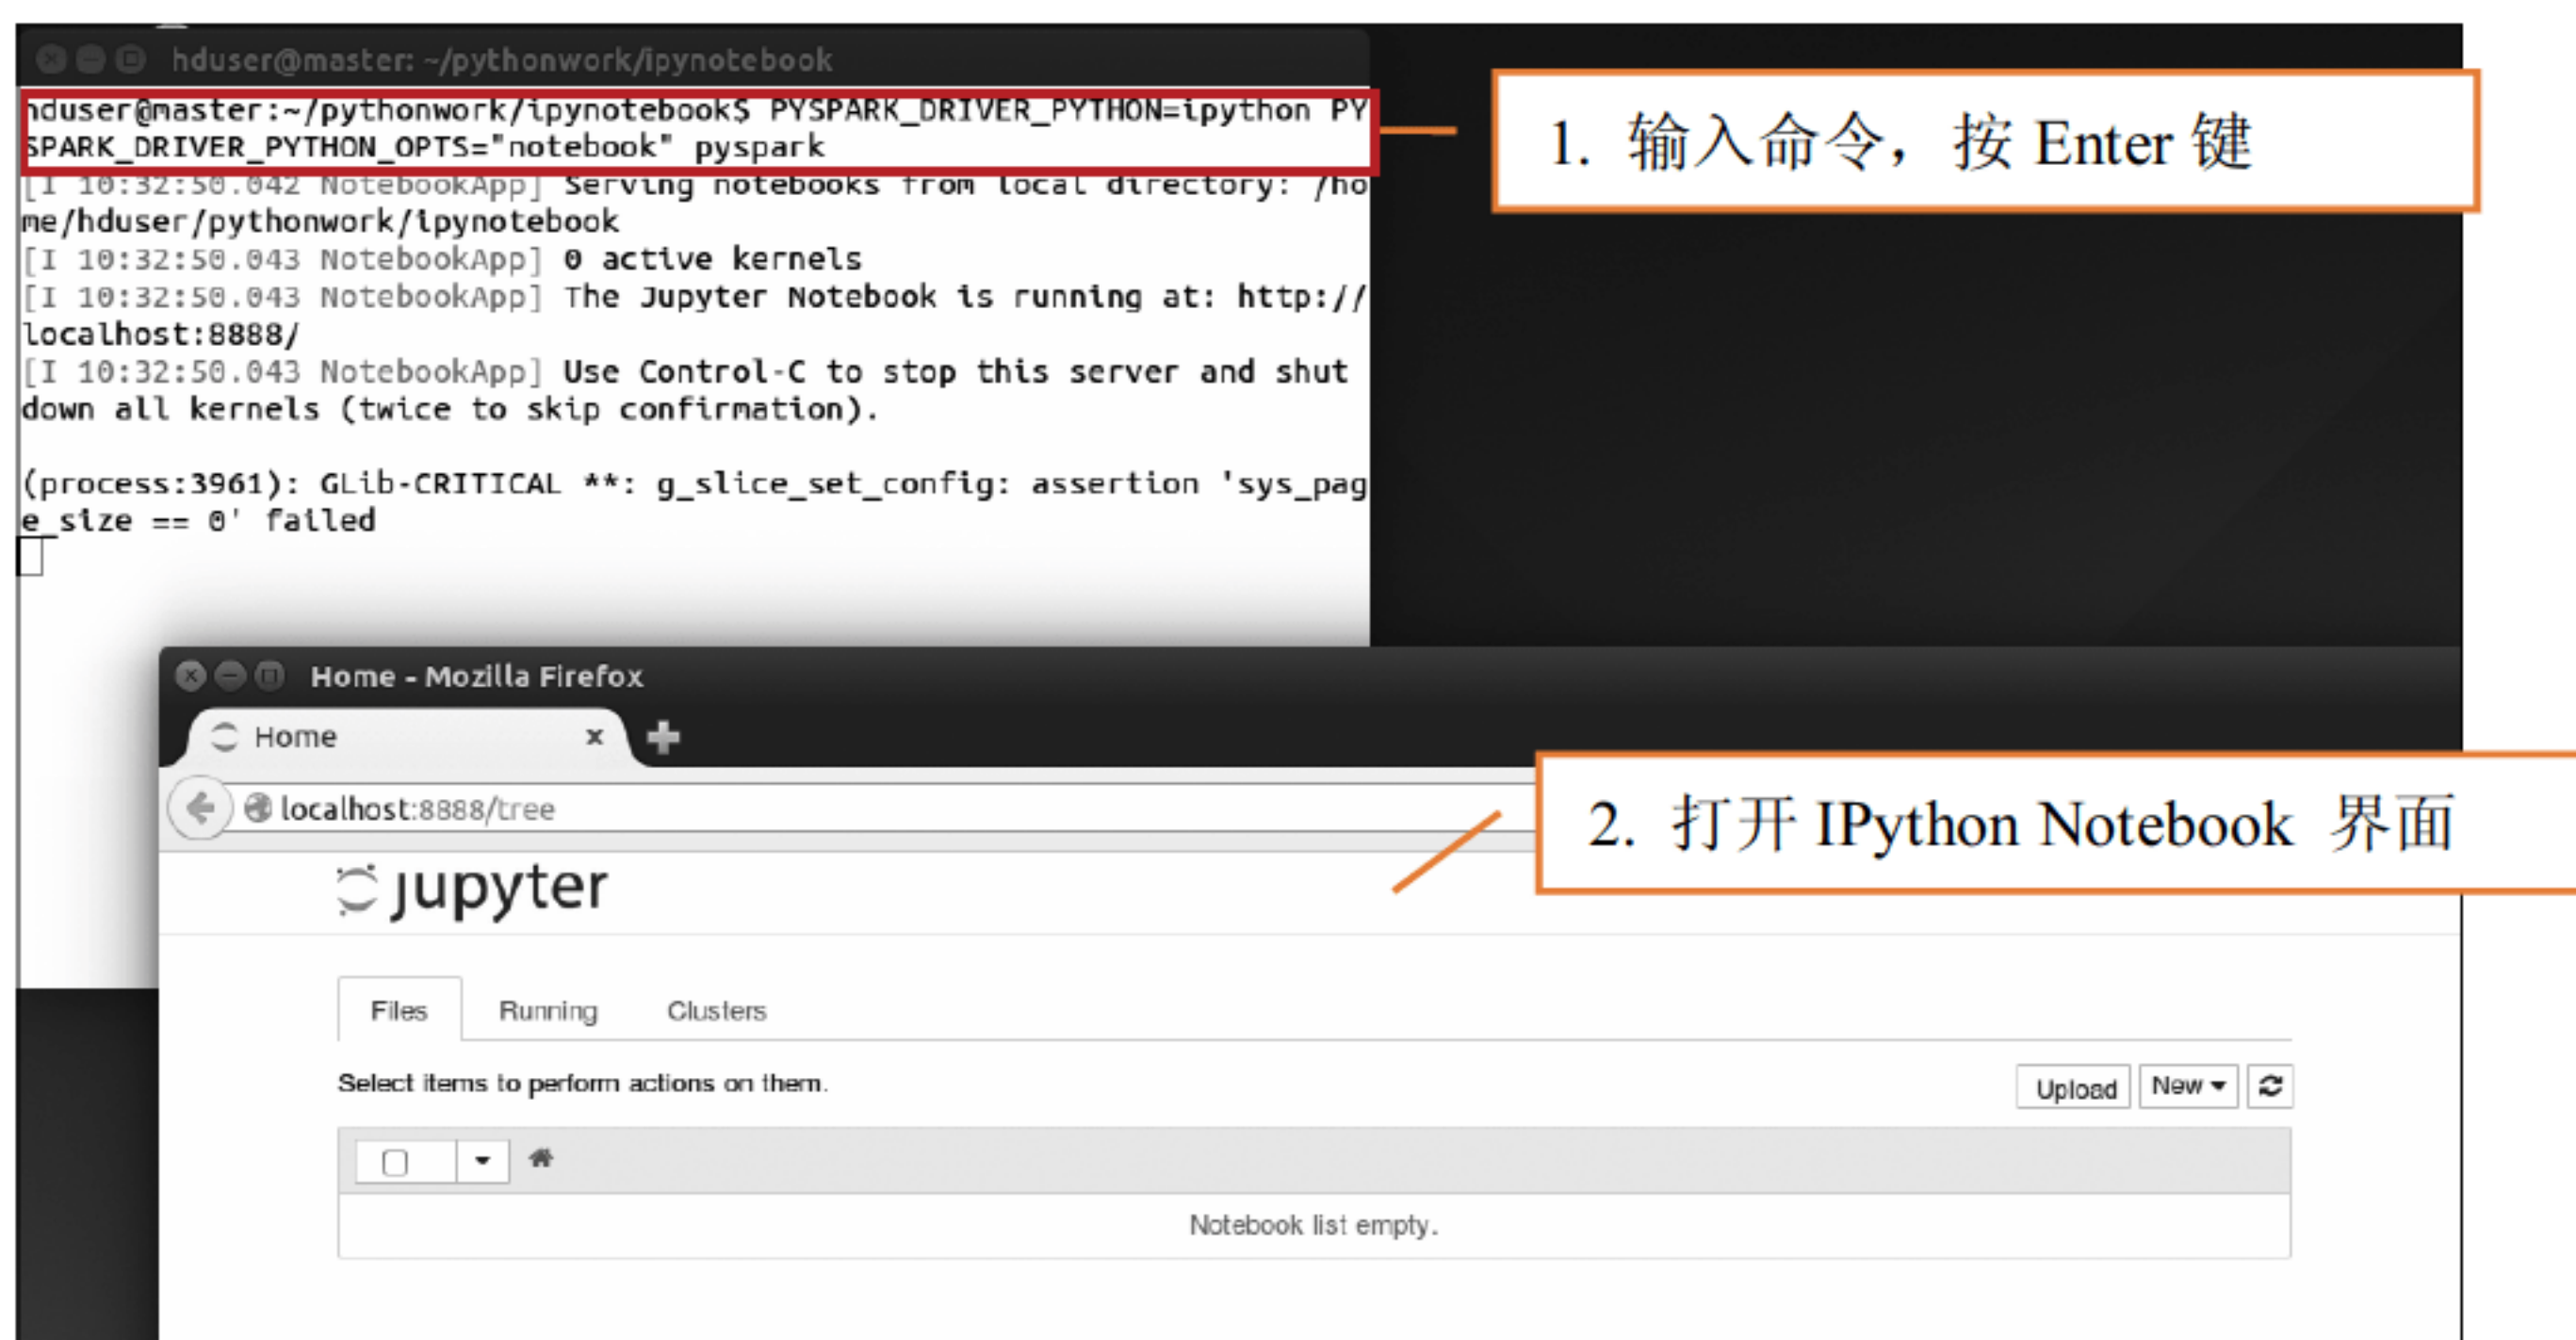 hduser@master: ~/pythonwork/ipynotebook
hduser@master:~/pythonwork/ipynotebook$ PYSPARK_DRIVER_PYTHON=ipython PY
SPARK_DRIVER_PYTHON_OPTS="notebook" pyspark
[I 10:32:50.042 NotebookApp] Serving notebooks from local directory: /ho
me/hduser/pythonwork/ipynotebook
[I 10:32:50.043 NotebookApp] 0 active kernels
[I 10:32:50.043 NotebookApp] The Jupyter Notebook is running at: http://
localhost:8888/
[I 10:32:50.043 NotebookApp] Use Control-C to stop this server and shut
down all kernels (twice to skip confirmation).
(process:3961): GLib-CRITICAL **: g_slice_set_config: assertion 'sys_pag
e_size == 0' failed
1. 输入命令，按 Enter 键
Home - Mozilla Firefox
Home
localhost:8888/tree
2. 打开 IPython Notebook 界面
jupyter
Files Running Clusters
Select items to perform actions on them.
Upload New
Notebook list empty.